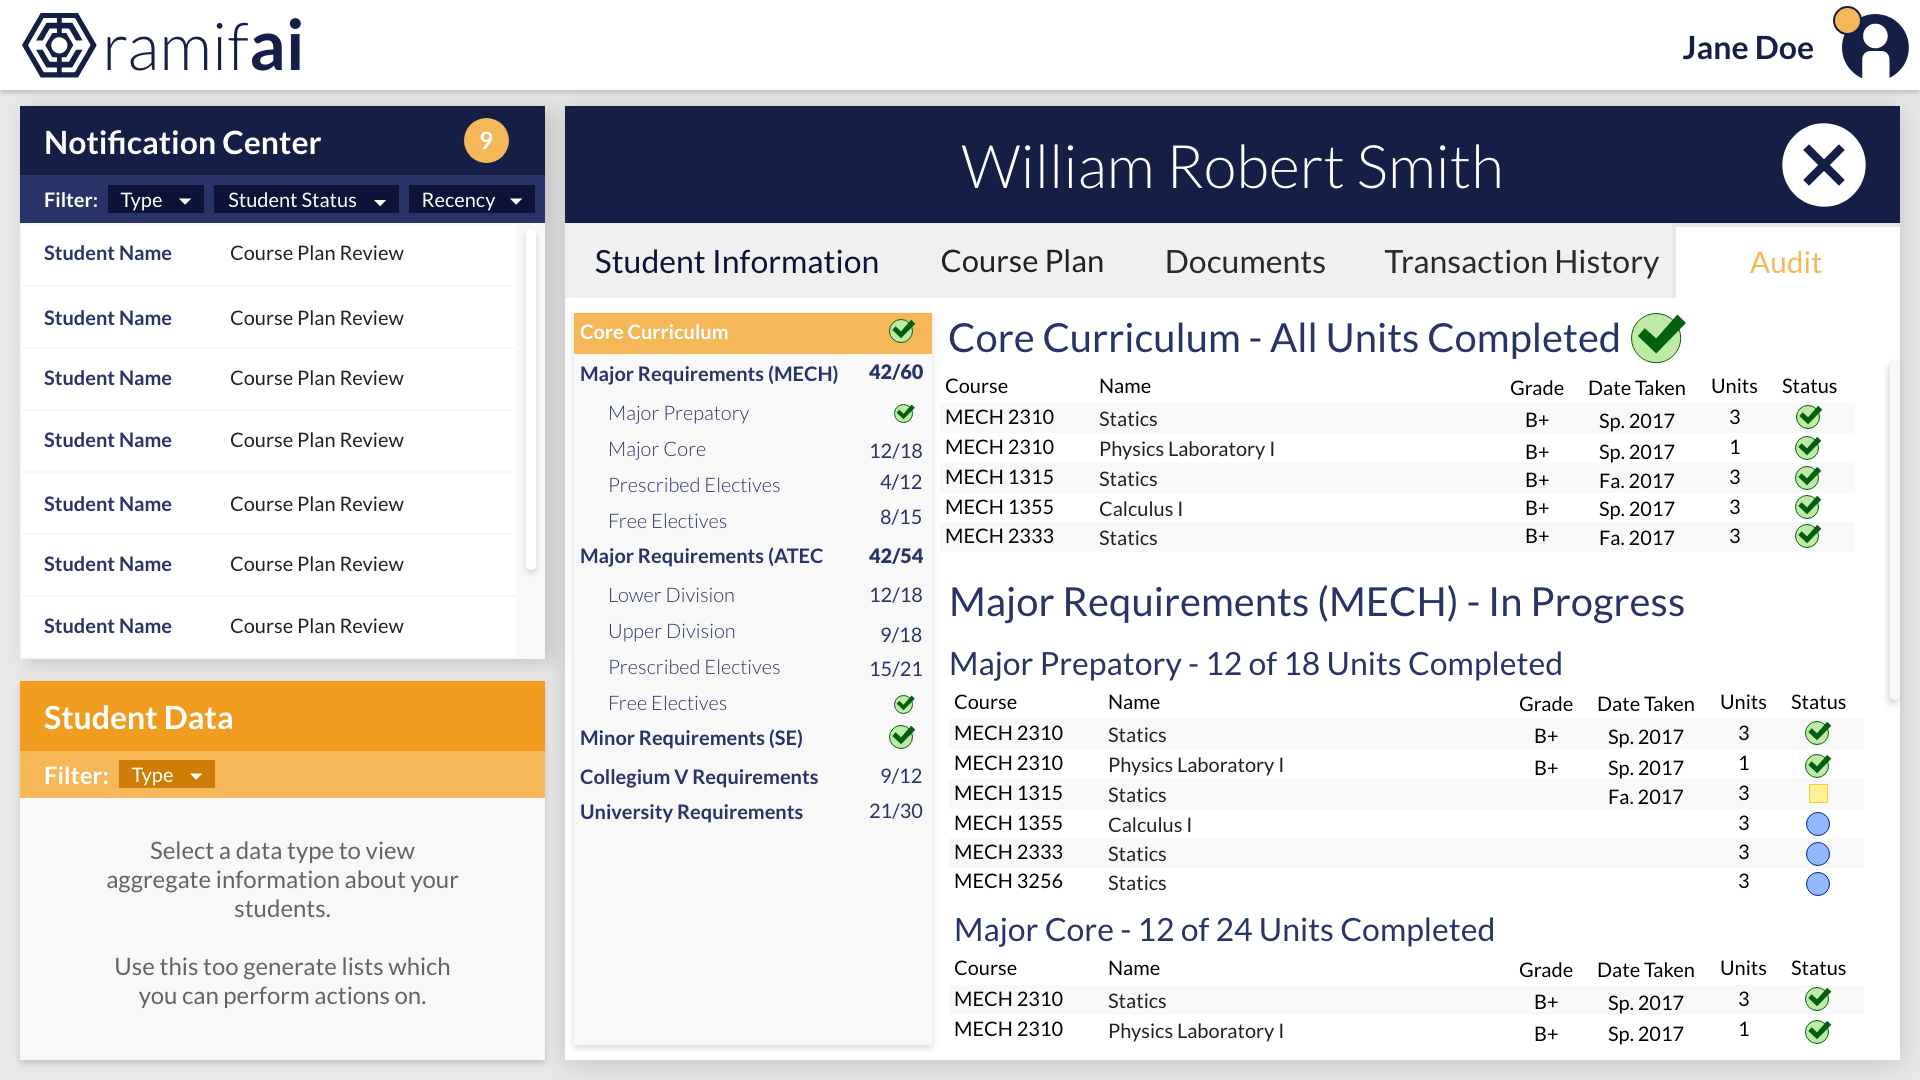 ramifai
Jane Doe
Notification Center 9
Filter: Type Student Status Recency
Student Name Course Plan Review
Student Name Course Plan Review
Student Name Course Plan Review
Student Name Course Plan Review
Student Name Course Plan Review
Student Name Course Plan Review
Student Name Course Plan Review
Student Data
Filter: Type
Select a data type to view
aggregate information about your
students.
Use this too generate lists which
you can perform actions on.
William Robert Smith
Student Information Course Plan Documents Transaction History Audit
Core Curriculum
Major Requirements (MECH) 42/60
Major Prepatory
Major Core 12/18
Prescribed Electives 4/12
Free Electives 8/15
Major Requirements (ATEC 42/54
Lower Division 12/18
Upper Division 9/18
Prescribed Electives 15/21
Free Electives
Minor Requirements (SE)
Collegium V Requirements 9/12
University Requirements 21/30
Core Curriculum - All Units Completed
Course Name Grade Date Taken Units Status
MECH 2310 Statics B+ Sp. 2017 3
MECH 2310 Physics Laboratory I B+ Sp. 2017 1
MECH 1315 Statics B+ Fa. 2017 3
MECH 1355 Calculus I B+ Sp. 2017 3
MECH 2333 Statics B+ Fa. 2017 3
Major Requirements (MECH) - In Progress
Major Prepatory - 12 of 18 Units Completed
Course Name Grade Date Taken Units Status
MECH 2310 Statics B+ Sp. 2017 3
MECH 2310 Physics Laboratory I B+ Sp. 2017 1
MECH 1315 Statics Fa. 2017 3
MECH 1355 Calculus I 3
MECH 2333 Statics 3
MECH 3256 Statics 3
Major Core - 12 of 24 Units Completed
Course Name Grade Date Taken Units Status
MECH 2310 Statics B+ Sp. 2017 3
MECH 2310 Physics Laboratory I B+ Sp. 2017 1